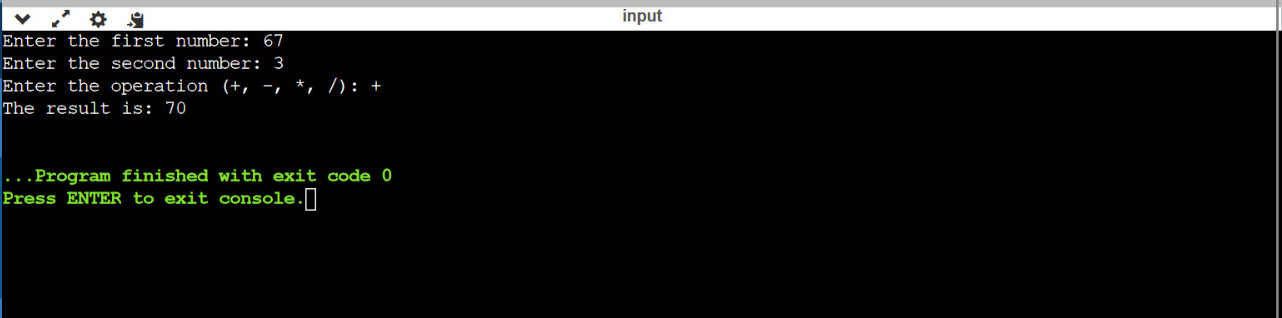 input
Enter the first number: 67
Enter the second number: 3
Enter the operation (+, -, *, /): +
The result is: 70
...Program finished with exit code 0
Press ENTER to exit console.